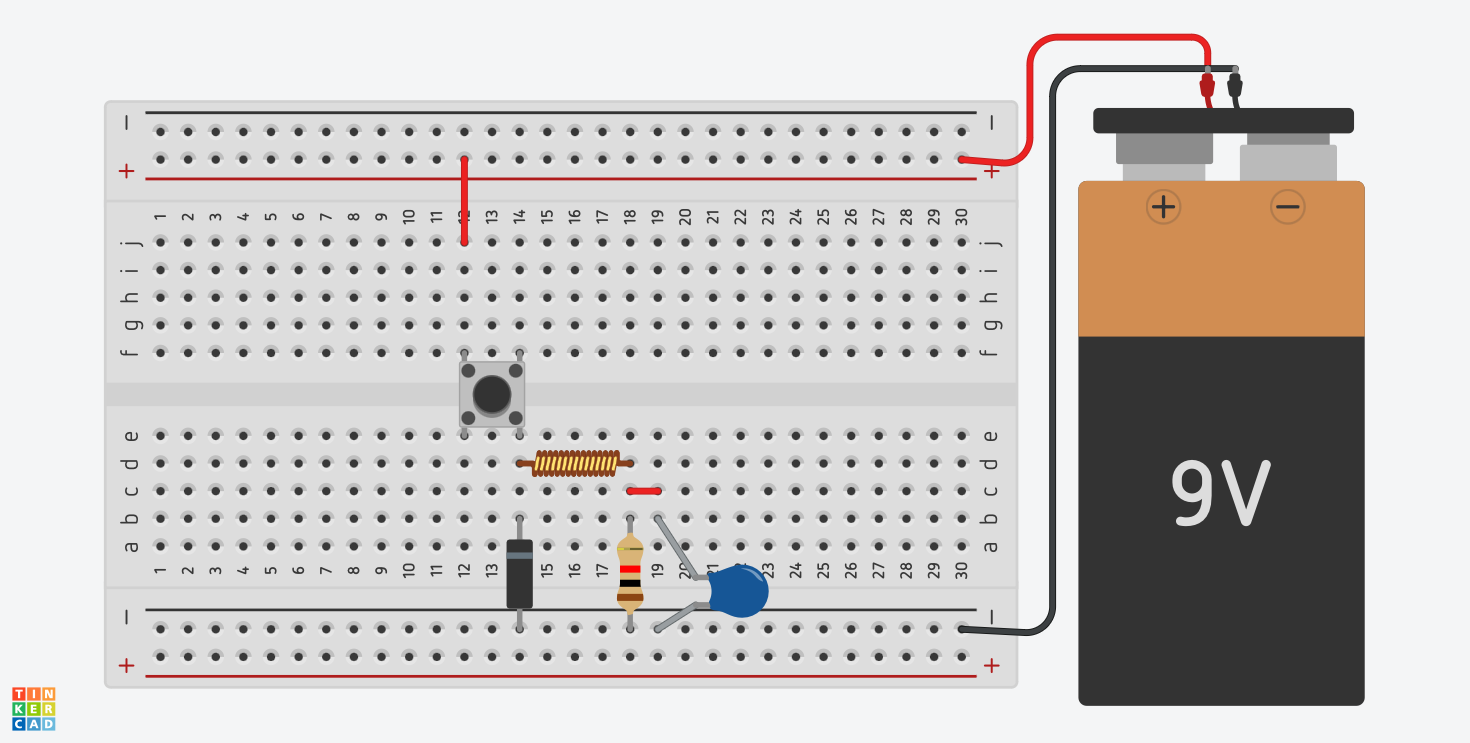 − −
+ +
1 2 3 4 5 6 7 8 9 10 11 12 13 14 15 16 17 18 19 20 21 22 23 24 25 26 27 28 29 30
j j
i i
h h
g g
f f
e e
d d
c c
b b
a a
1 2 3 4 5 6 7 8 9 10 11 12 13 15 16 17 19 20 21 23 24 25 26 27 28 29 30
− −
+ +
+ −
9V
TIN
KER
CAD